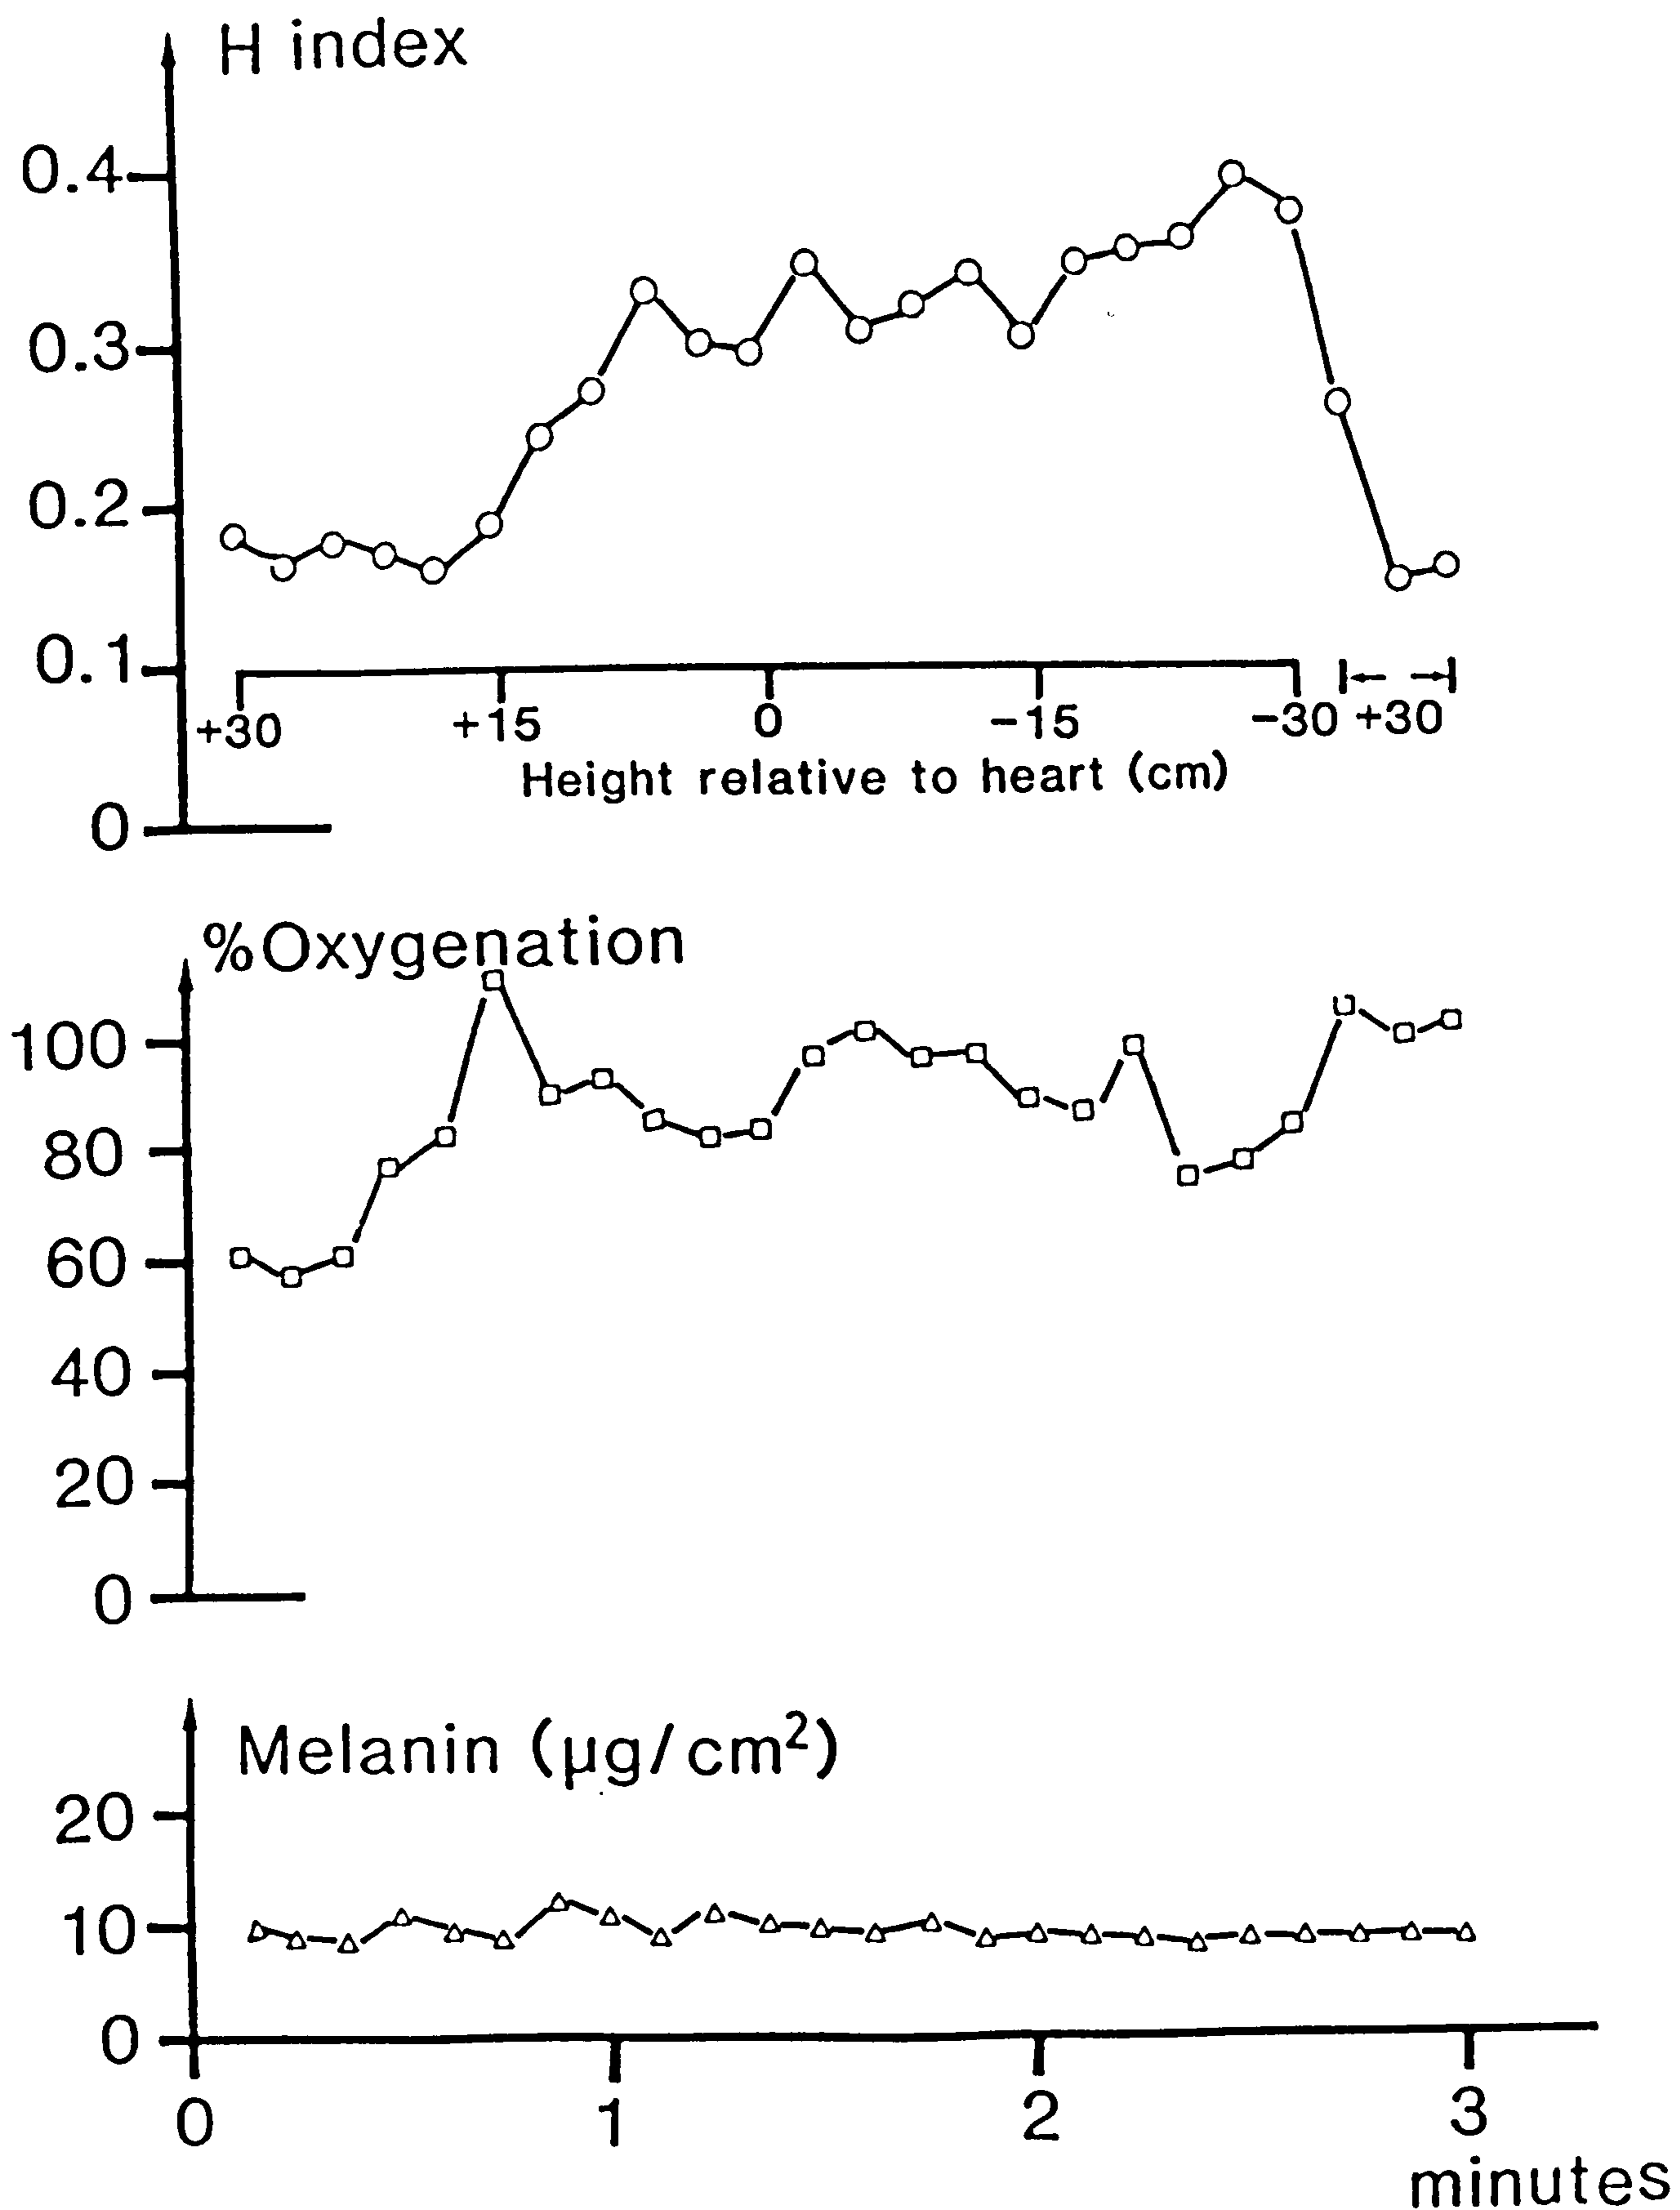 H index
0.4
0.3
0.2
0.1
+30 +15 0 −15 −30 +30
Height relative to heart (cm)
0
%Oxygenation
100
80
60
40
20
0
Melanin (µg/cm²)
20
10
0
0 1 2 3
minutes